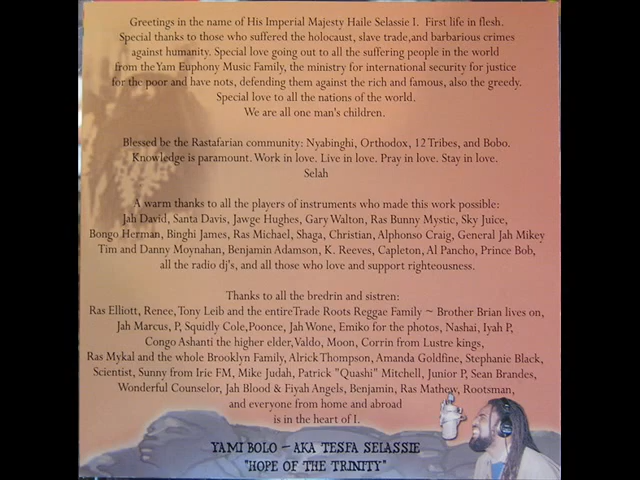 Greetings in the name of His Imperial Majesty Haile Selassie I. First life in flesh.
Special thanks to those who suffered the holocaust, slave trade,and barbarious crimes
against humanity. Special love going out to all the suffering people in the world
from the Yam Euphony Music Family, the ministry for international security for justice
for the poor and have nots, defending them against the rich and famous, also the greedy.
Special love to all the nations of the world.
We are all one man's children.
Blessed be the Rastafarian community: Nyabinghi, Orthodox, 12 Tribes, and Bobo.
Knowledge is paramount. Work in love. Live in love. Pray in love. Stay in love.
Selah
A warm thanks to all the players of instruments who made this work possible:
Jah David, Santa Davis, Jawge Hughes, Gary Walton, Ras Bunny Mystic, Sky Juice,
Bongo Herman, Binghi James, Ras Michael, Shaga, Christian, Alphonso Craig, General Jah Mikey
Tim and Danny Moynahan, Benjamin Adamson, K. Reeves, Capleton, Al Pancho, Prince Bob,
all the radio dj's, and all those who love and support righteousness.
Thanks to all the bredrin and sistren:
Ras Elliott, Renee, Tony Leib and the entireTrade Roots Reggae Family ~ Brother Brian lives on,
Jah Marcus, P, Squidly Cole,Poonce, Jah Wone, Emiko for the photos, Nashai, Iyah P,
Congo Ashanti the higher elder,Valdo, Moon, Corrin from Lustre kings,
Ras Mykal and the whole Brooklyn Family, Alrick Thompson, Amanda Goldfine, Stephanie Black,
Scientist, Sunny from Irie FM, Mike Judah, Patrick "Quashi" Mitchell, Junior P, Sean Brandes,
Wonderful Counselor, Jah Blood & Fiyah Angels, Benjamin, Ras Mathew, Rootsman,
and everyone from home and abroad
is in the heart of I.
YAMI BOLO – AKA TESFA SELASSIE
"HOPE OF THE TRINITY"